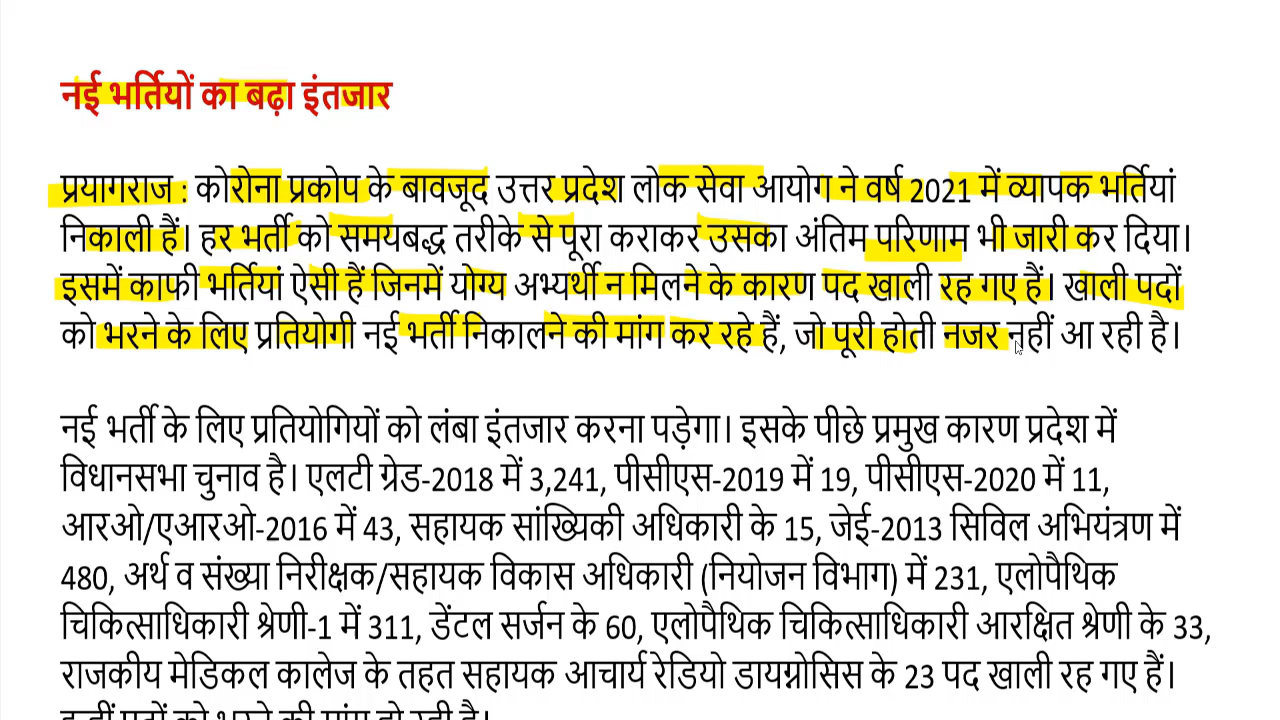 नई भर्तियों का बढ़ा इंतजार
प्रयागराज : कोरोना प्रकोप के बावजूद उत्तर प्रदेश लोक सेवा आयोग ने वर्ष 2021 में व्यापक भर्तियां
निकाली हैं। हर भर्ती को समयबद्ध तरीके से पूरा कराकर उसका अंतिम परिणाम भी जारी कर दिया।
इसमें काफी भर्तियां ऐसी हैं जिनमें योग्य अभ्यर्थी न मिलने के कारण पद खाली रह गए हैं। खाली पदों
को भरने के लिए प्रतियोगी नई भर्ती निकालने की मांग कर रहे हैं, जो पूरी होती नजर नहीं आ रही है।
नई भर्ती के लिए प्रतियोगियों को लंबा इंतजार करना पड़ेगा। इसके पीछे प्रमुख कारण प्रदेश में
विधानसभा चुनाव है। एलटी ग्रेड-2018 में 3,241, पीसीएस-2019 में 19, पीसीएस-2020 में 11,
आरओ/एआरओ-2016 में 43, सहायक सांख्यिकी अधिकारी के 15, जेई-2013 सिविल अभियंत्रण में
480, अर्थ व संख्या निरीक्षक/सहायक विकास अधिकारी (नियोजन विभाग) में 231, एलोपैथिक
चिकित्साधिकारी श्रेणी-1 में 311, डेंटल सर्जन के 60, एलोपैथिक चिकित्साधिकारी आरक्षित श्रेणी के 33,
राजकीय मेडिकल कालेज के तहत सहायक आचार्य रेडियो डायग्नोसिस के 23 पद खाली रह गए हैं।
इन्हीं पदों को भरने की मांग हो रही है।